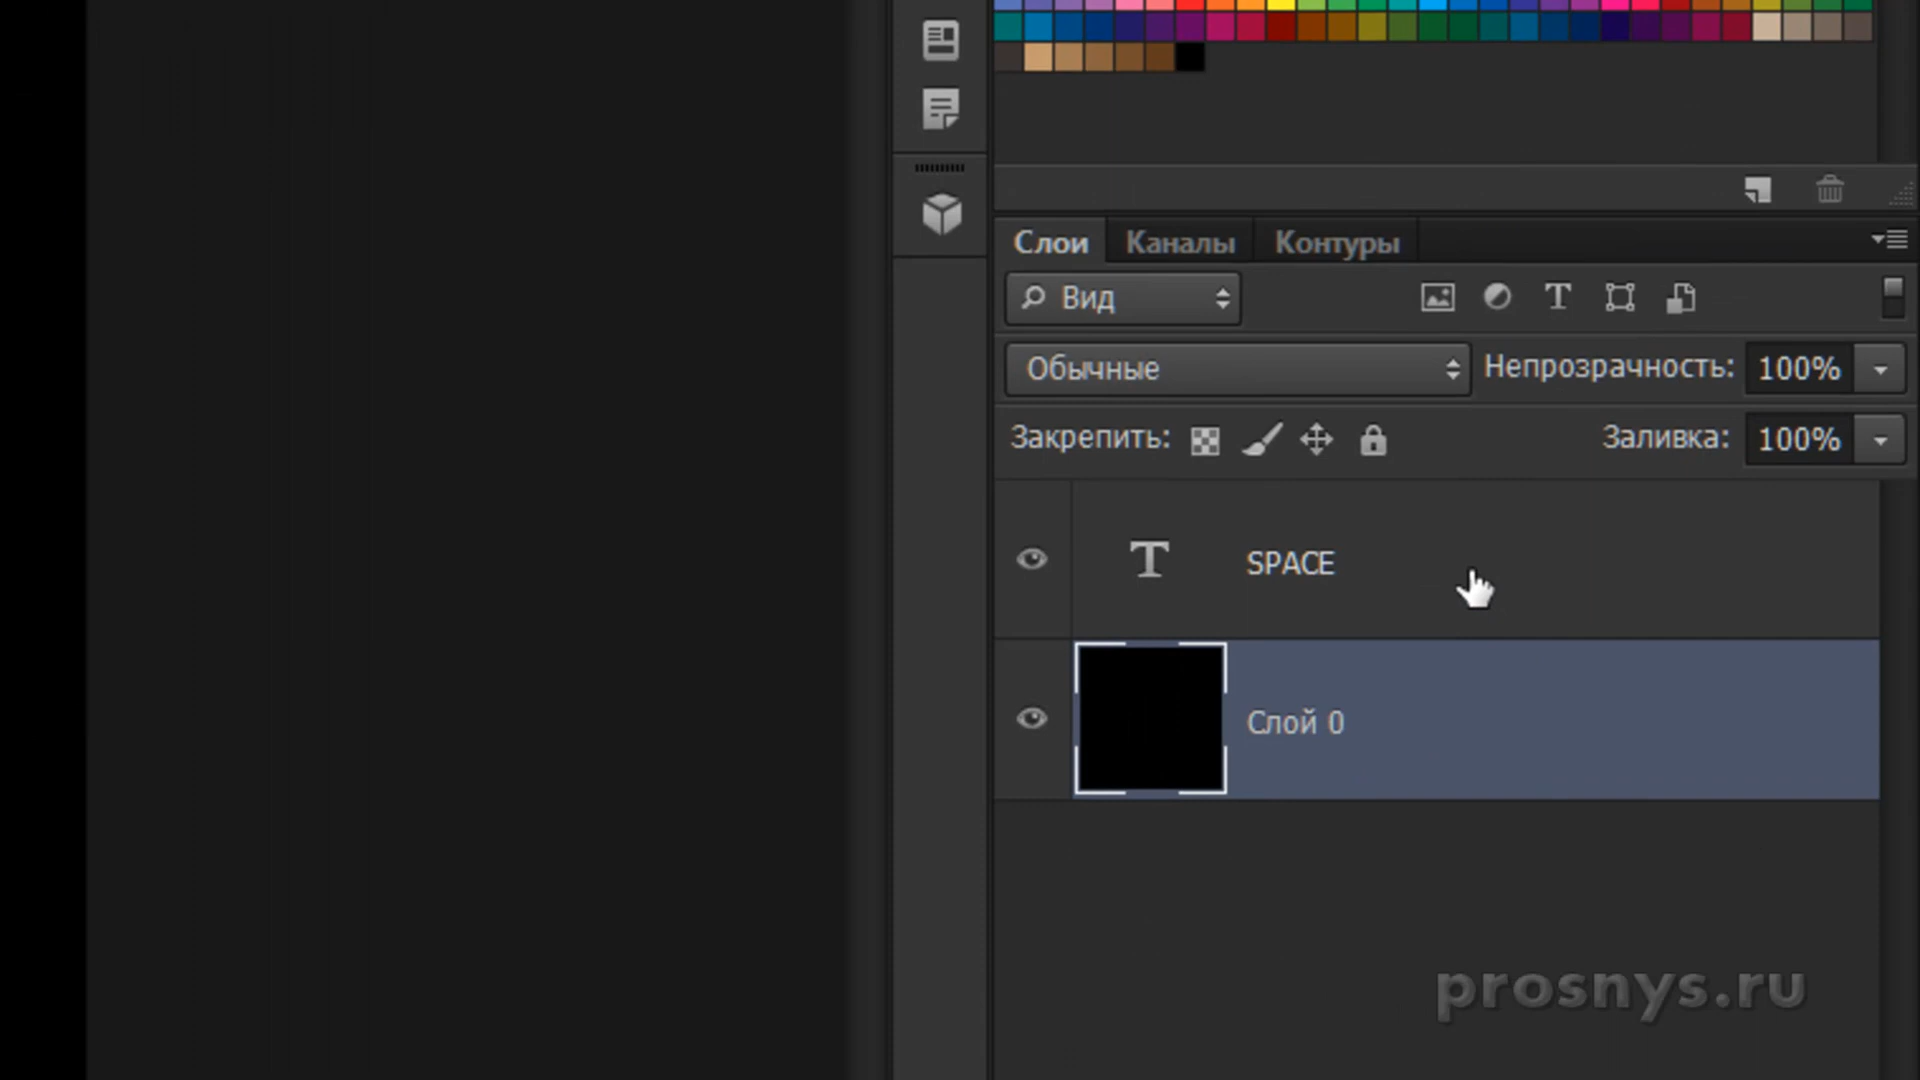 Слои Каналы Контуры
Вид
Обычные Непрозрачность: 100%
Закрепить: Заливка: 100%
T SPACE
Слой 0
prosnys.ru